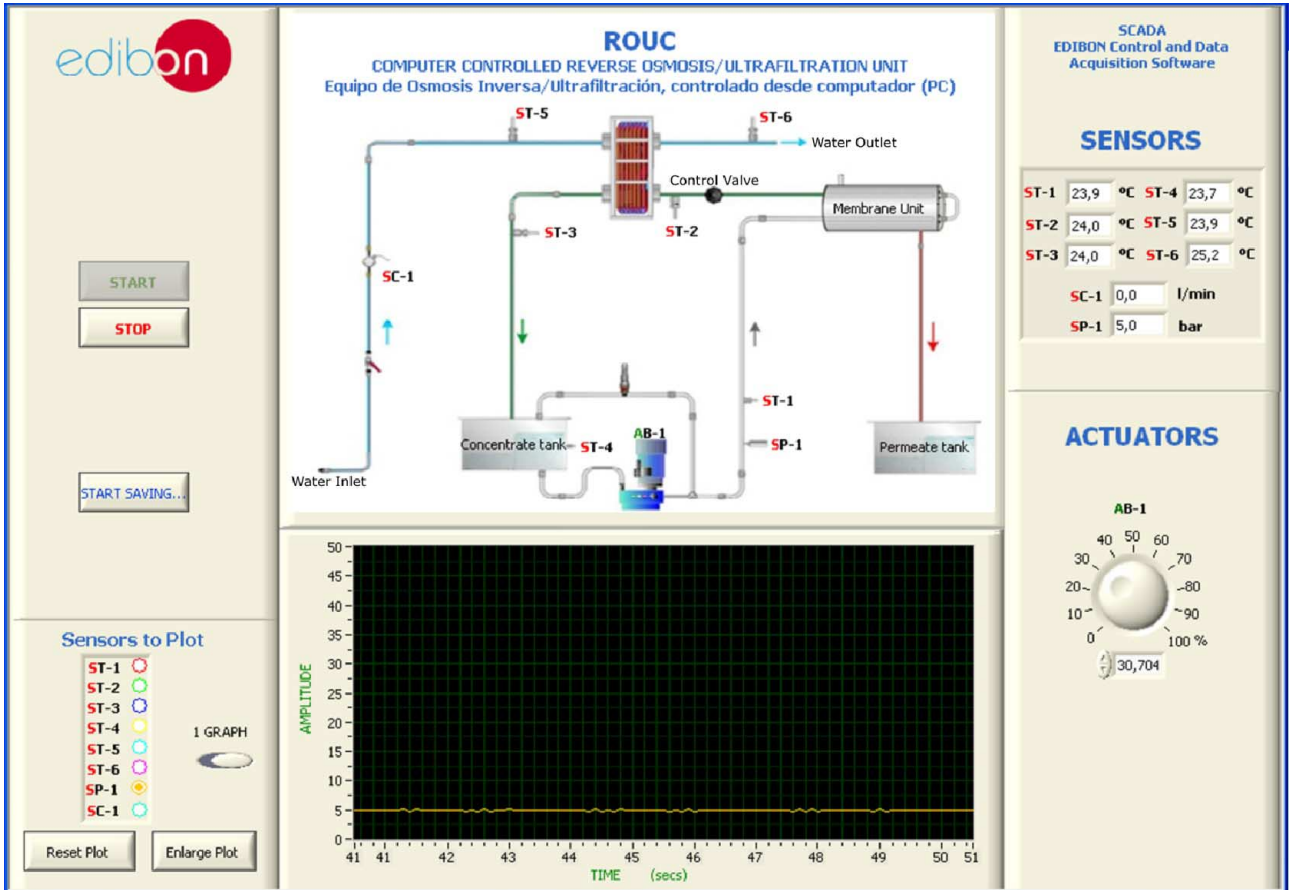 edibon
START
STOP
START SAVING...
Sensors to Plot
ST-1
ST-2
ST-3
ST-4
ST-5
ST-6
SP-1
SC-1
1 GRAPH
Reset Plot
Enlarge Plot
ROUC
COMPUTER CONTROLLED REVERSE OSMOSIS/ULTRAFILTRATION UNIT
Equipo de Osmosis Inversa/Ultrafiltración, controlado desde computador (PC)
ST-5
ST-6
Water Outlet
Control Valve
Membrane Unit
ST-3
ST-2
SC-1
ST-1
AB-1
Concentrate tank
ST-4
SP-1
Permeate tank
Water Inlet
50
45
40
35
30
25
20
15
10
5
0
AMPLITUDE
41 41 42 43 44 45 46 47 48 49 50 51
TIME (secs)
SCADA
EDIBON Control and Data
Acquisition Software
SENSORS
ST-1 23,9 ºC ST-4 23,7 ºC
ST-2 24,0 ºC ST-5 23,9 ºC
ST-3 24,0 ºC ST-6 25,2 ºC
SC-1 0,0 l/min
SP-1 5,0 bar
ACTUATORS
AB-1
0 10 20 30 40 50 60 70 80 90 100 %
30,704